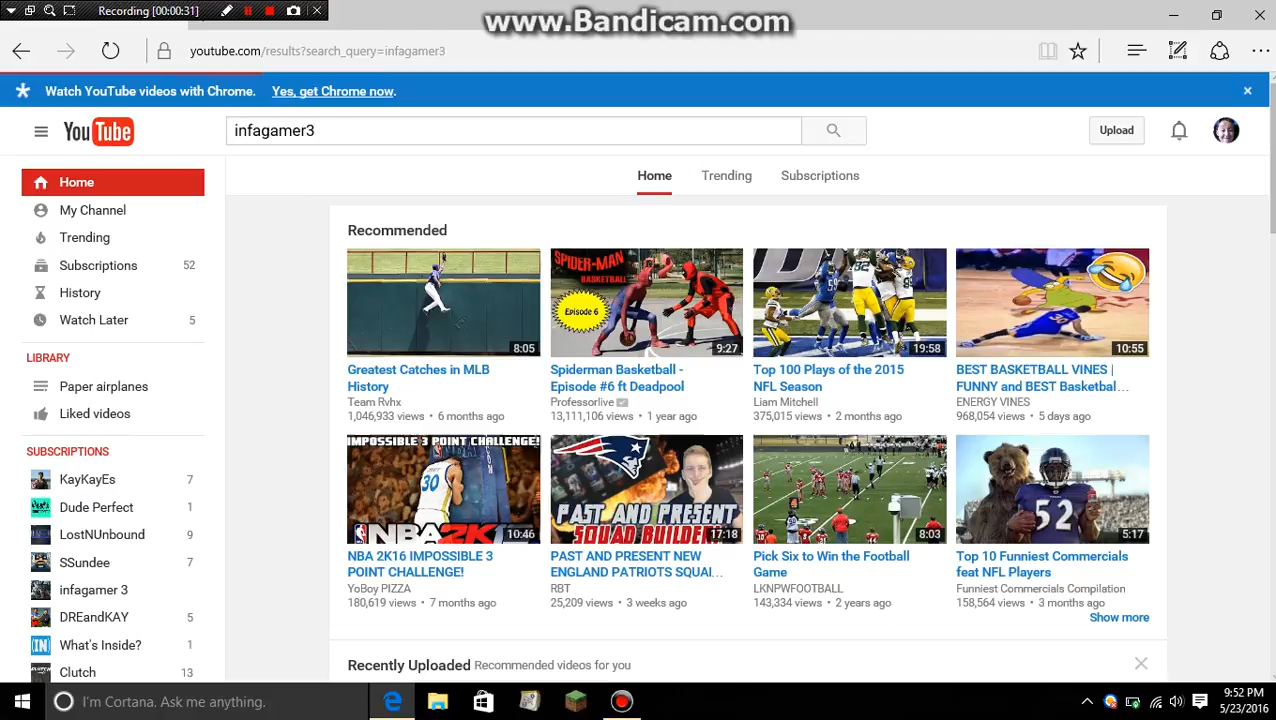 Recording [00:00:31]
www.Bandicam.com
youtube.com/results?search_query=infagamer3
Watch YouTube videos with Chrome. Yes, get Chrome now.
YouTube
infagamer3
Upload
Home
Trending
Subscriptions
Home
My Channel
Trending
Subscriptions 52
History
Watch Later 5
LIBRARY
Paper airplanes
Liked videos
SUBSCRIPTIONS
KayKayEs 7
Dude Perfect 1
LostNUnbound 9
SSundee 7
infagamer 3
DREandKAY 5
What's Inside? 1
Clutch 13
Recommended
8:05
Greatest Catches in MLB
History
Team Rvhx
1,046,933 views • 6 months ago
SPIDER-MAN
BASKETBALL
Episode 6
9:27
Spiderman Basketball -
Episode #6 ft Deadpool
Professorlive
13,111,106 views • 1 year ago
19:58
Top 100 Plays of the 2015
NFL Season
Liam Mitchell
375,015 views • 2 months ago
10:55
BEST BASKETBALL VINES |
FUNNY and BEST Basketbal...
ENERGY VINES
968,054 views • 5 days ago
IMPOSSIBLE 3 POINT CHALLENGE!
30
NBA2K1
10:46
NBA 2K16 IMPOSSIBLE 3
POINT CHALLENGE!
YoBoy PIZZA
180,619 views • 7 months ago
PAST AND PRESENT
SQUAD BUILDER
17:18
PAST AND PRESENT NEW
ENGLAND PATRIOTS SQUAI...
RBT
25,209 views • 3 weeks ago
8:03
Pick Six to Win the Football
Game
LKNPWFOOTBALL
143,334 views • 2 years ago
52
5:17
Top 10 Funniest Commercials
feat NFL Players
Funniest Commercials Compilation
158,564 views • 3 months ago
Show more
Recently Uploaded Recommended videos for you
I'm Cortana. Ask me anything.
9:52 PM
5/23/2016